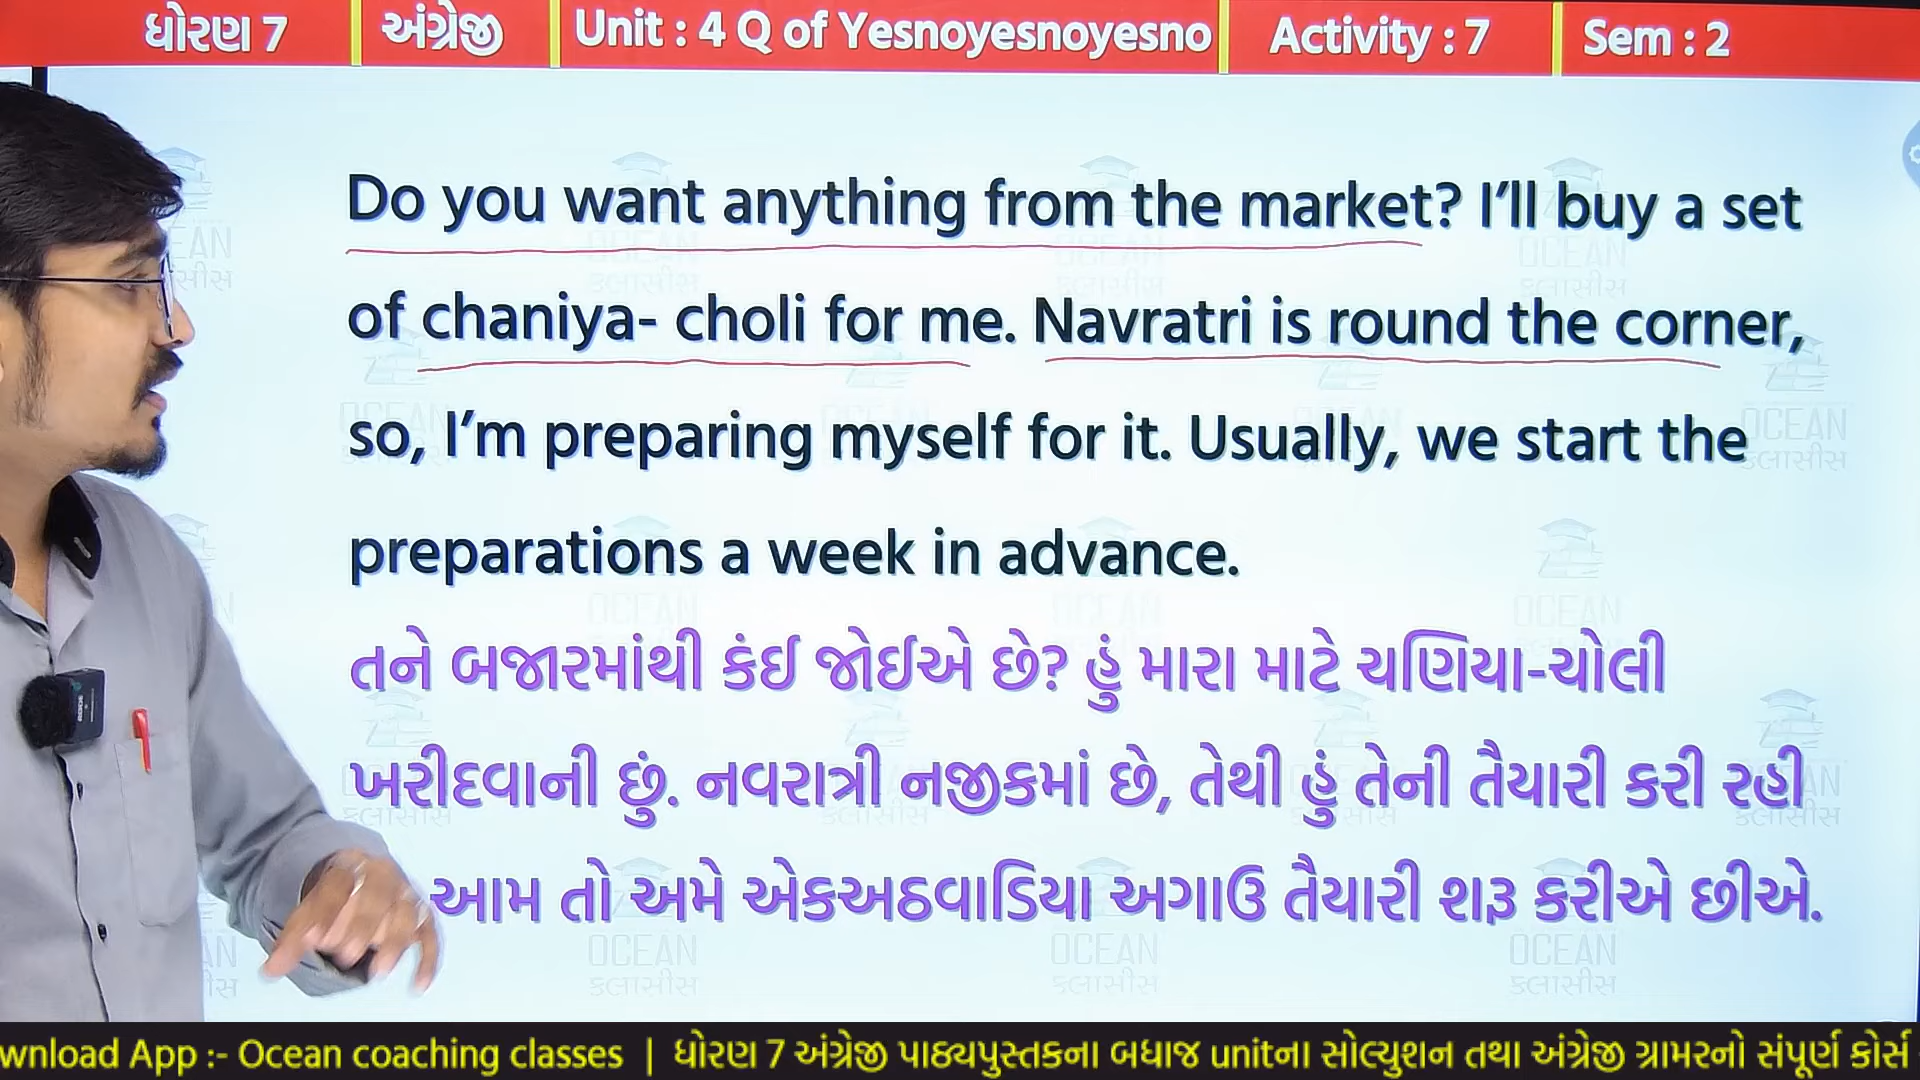 ધોરણ 7 અંગ્રેજી Unit : 4 Q of Yesnoyesnoyesno Activity : 7 Sem : 2
Do you want anything from the market? I’ll buy a set
of chaniya- choli for me. Navratri is round the corner,
so, I’m preparing myself for it. Usually, we start the
preparations a week in advance.
તને બજારમાંથી કંઈ જોઈએ છે? હું મારા માટે ચણિયા-ચોલી
ખરીદવાની છું. નવરાત્રી નજીકમાં છે, તેથી હું તેની તૈયારી કરી રહી
આમ તો અમે એકઅઠવાડિયા અગાઉ તૈયારી શરૂ કરીએ છીએ.
OCEAN
ક્લાસીસ
wnload App :- Ocean coaching classes | ધોરણ 7 અંગ્રેજી પાઠ્યપુસ્તકના બધાજ unitના સોલ્યુશન તથા અંગ્રેજી ગ્રામરનો સંપૂર્ણ કોર્સ